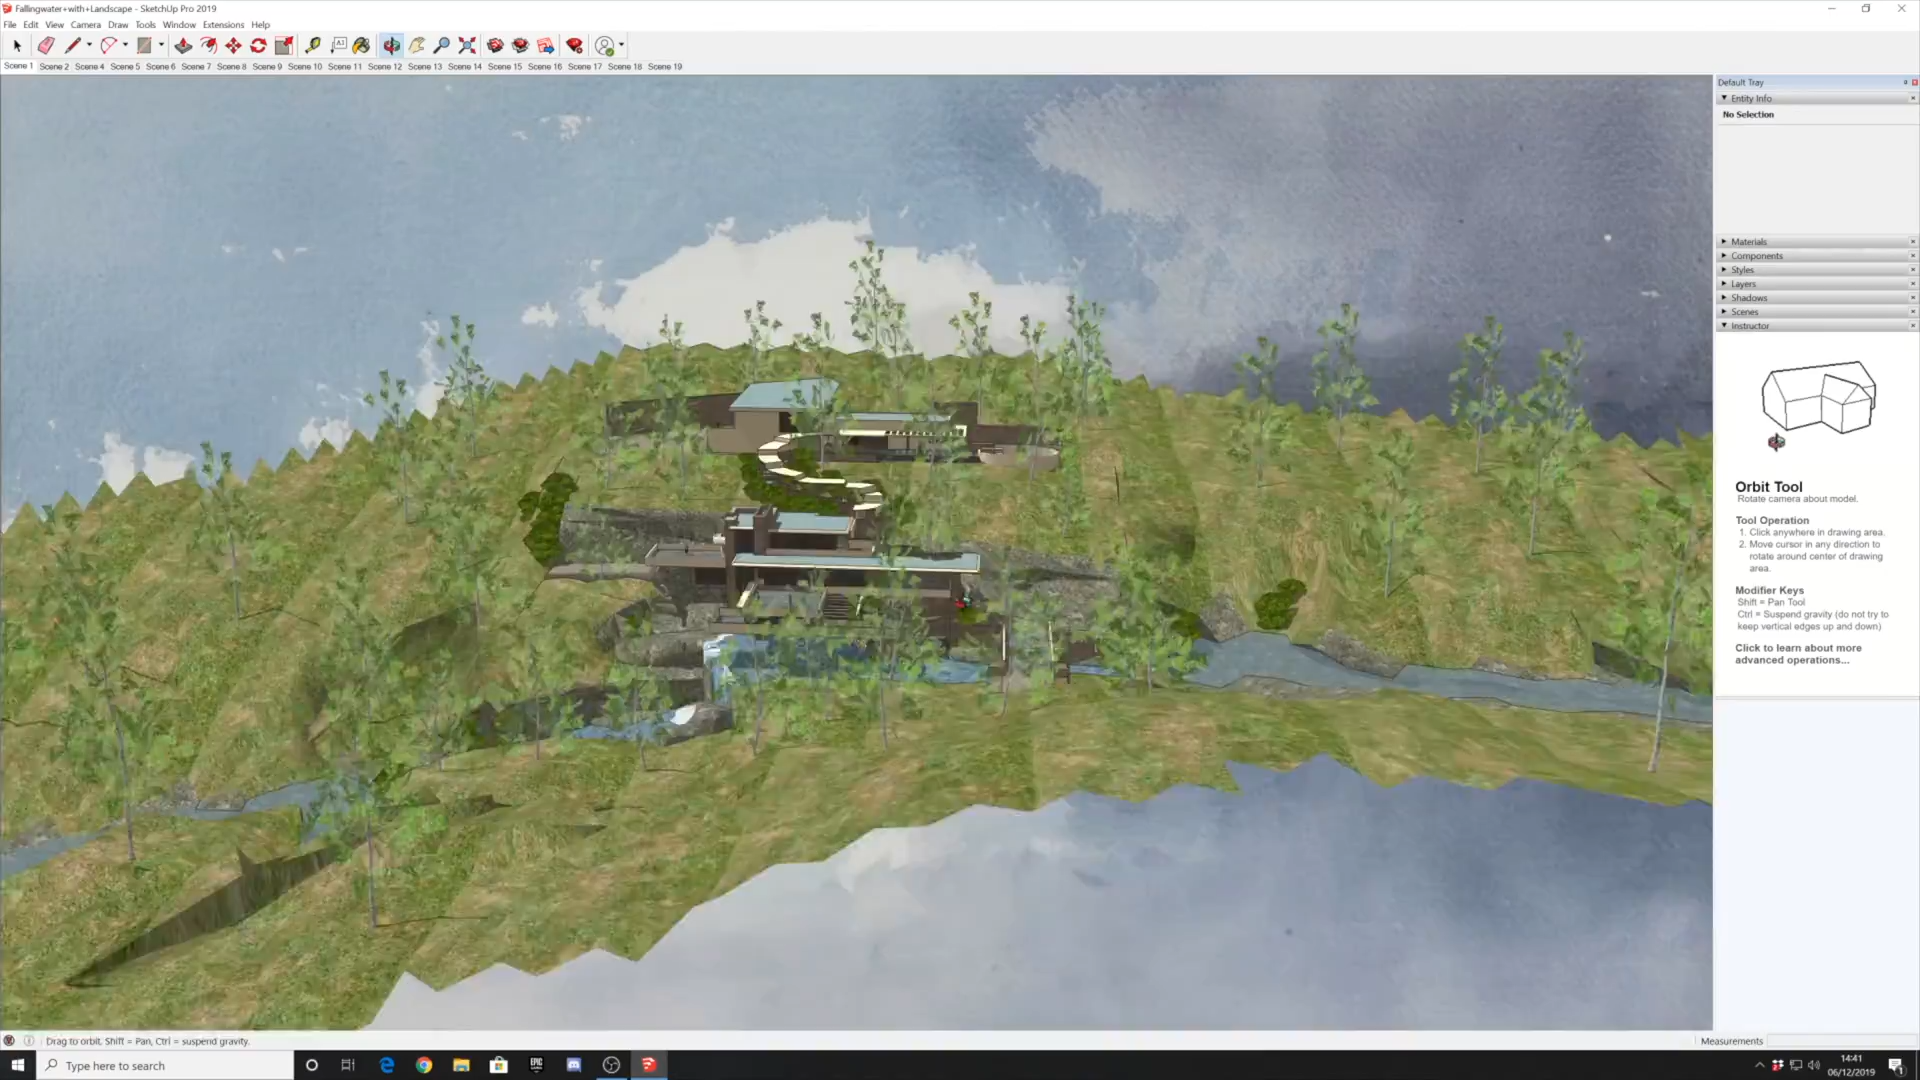 Fallingwater+with+Landscape - SketchUp Pro 2019
File Edit View Camera Draw Tools Window Extensions Help
Scene 1 Scene 2 Scene 4 Scene 5 Scene 6 Scene 7 Scene 8 Scene 9 Scene 10 Scene 11 Scene 12 Scene 13 Scene 14 Scene 15 Scene 16 Scene 17 Scene 18 Scene 19
Default Tray
Entity Info
No Selection
Materials
Components
Styles
Layers
Shadows
Scenes
Instructor
Orbit Tool
Rotate camera about model.
Tool Operation
1. Click anywhere in drawing area.
2. Move cursor in any direction to
rotate around center of drawing
area.
Modifier Keys
Shift = Pan Tool
Ctrl = Suspend gravity (do not try to
keep vertical edges up and down)
Click to learn about more
advanced operations...
Drag to orbit. Shift = Pan, Ctrl = suspend gravity.
Measurements
Type here to search
EPIC
14:41
06/12/2019